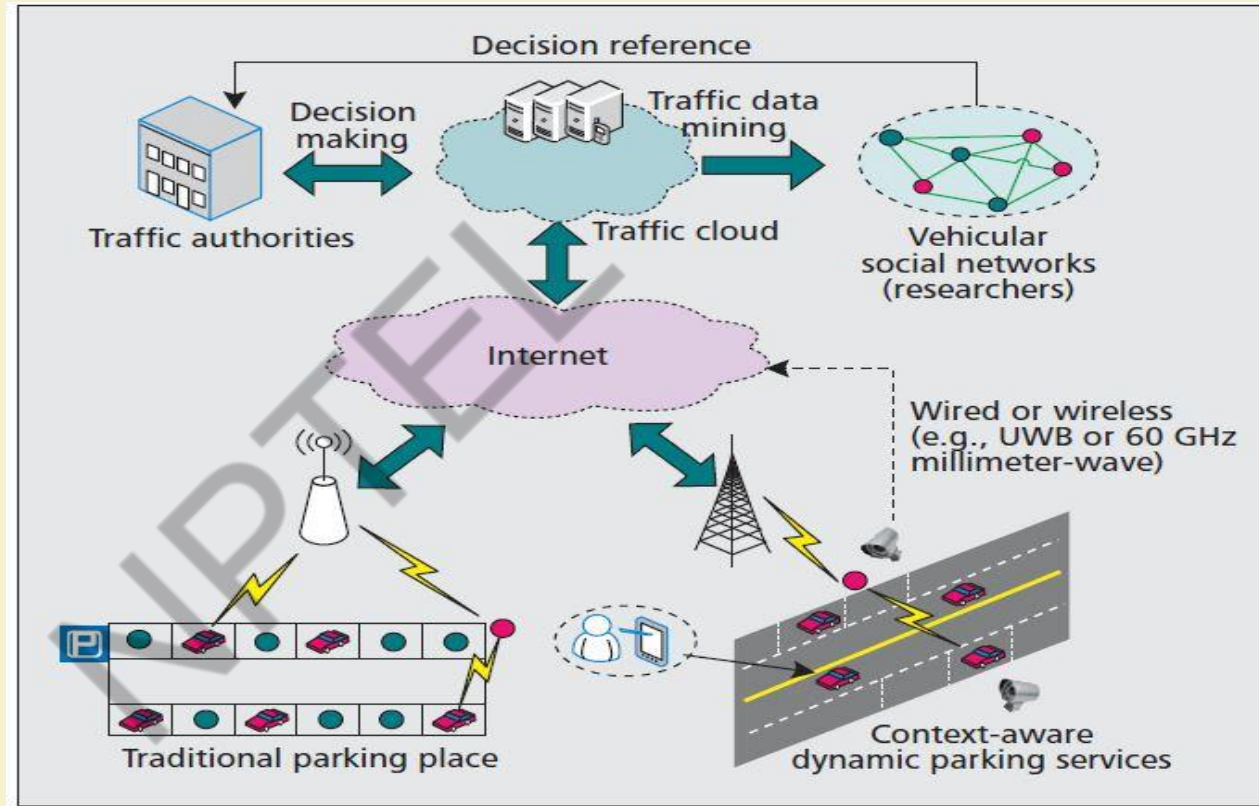 Decision reference
Decision
making
Traffic data
mining
Traffic authorities
Traffic cloud
Vehicular
social networks
(researchers)
Internet
Wired or wireless
(e.g., UWB or 60 GHz
millimeter-wave)
P
Traditional parking place
Context-aware
dynamic parking services
NPTEL